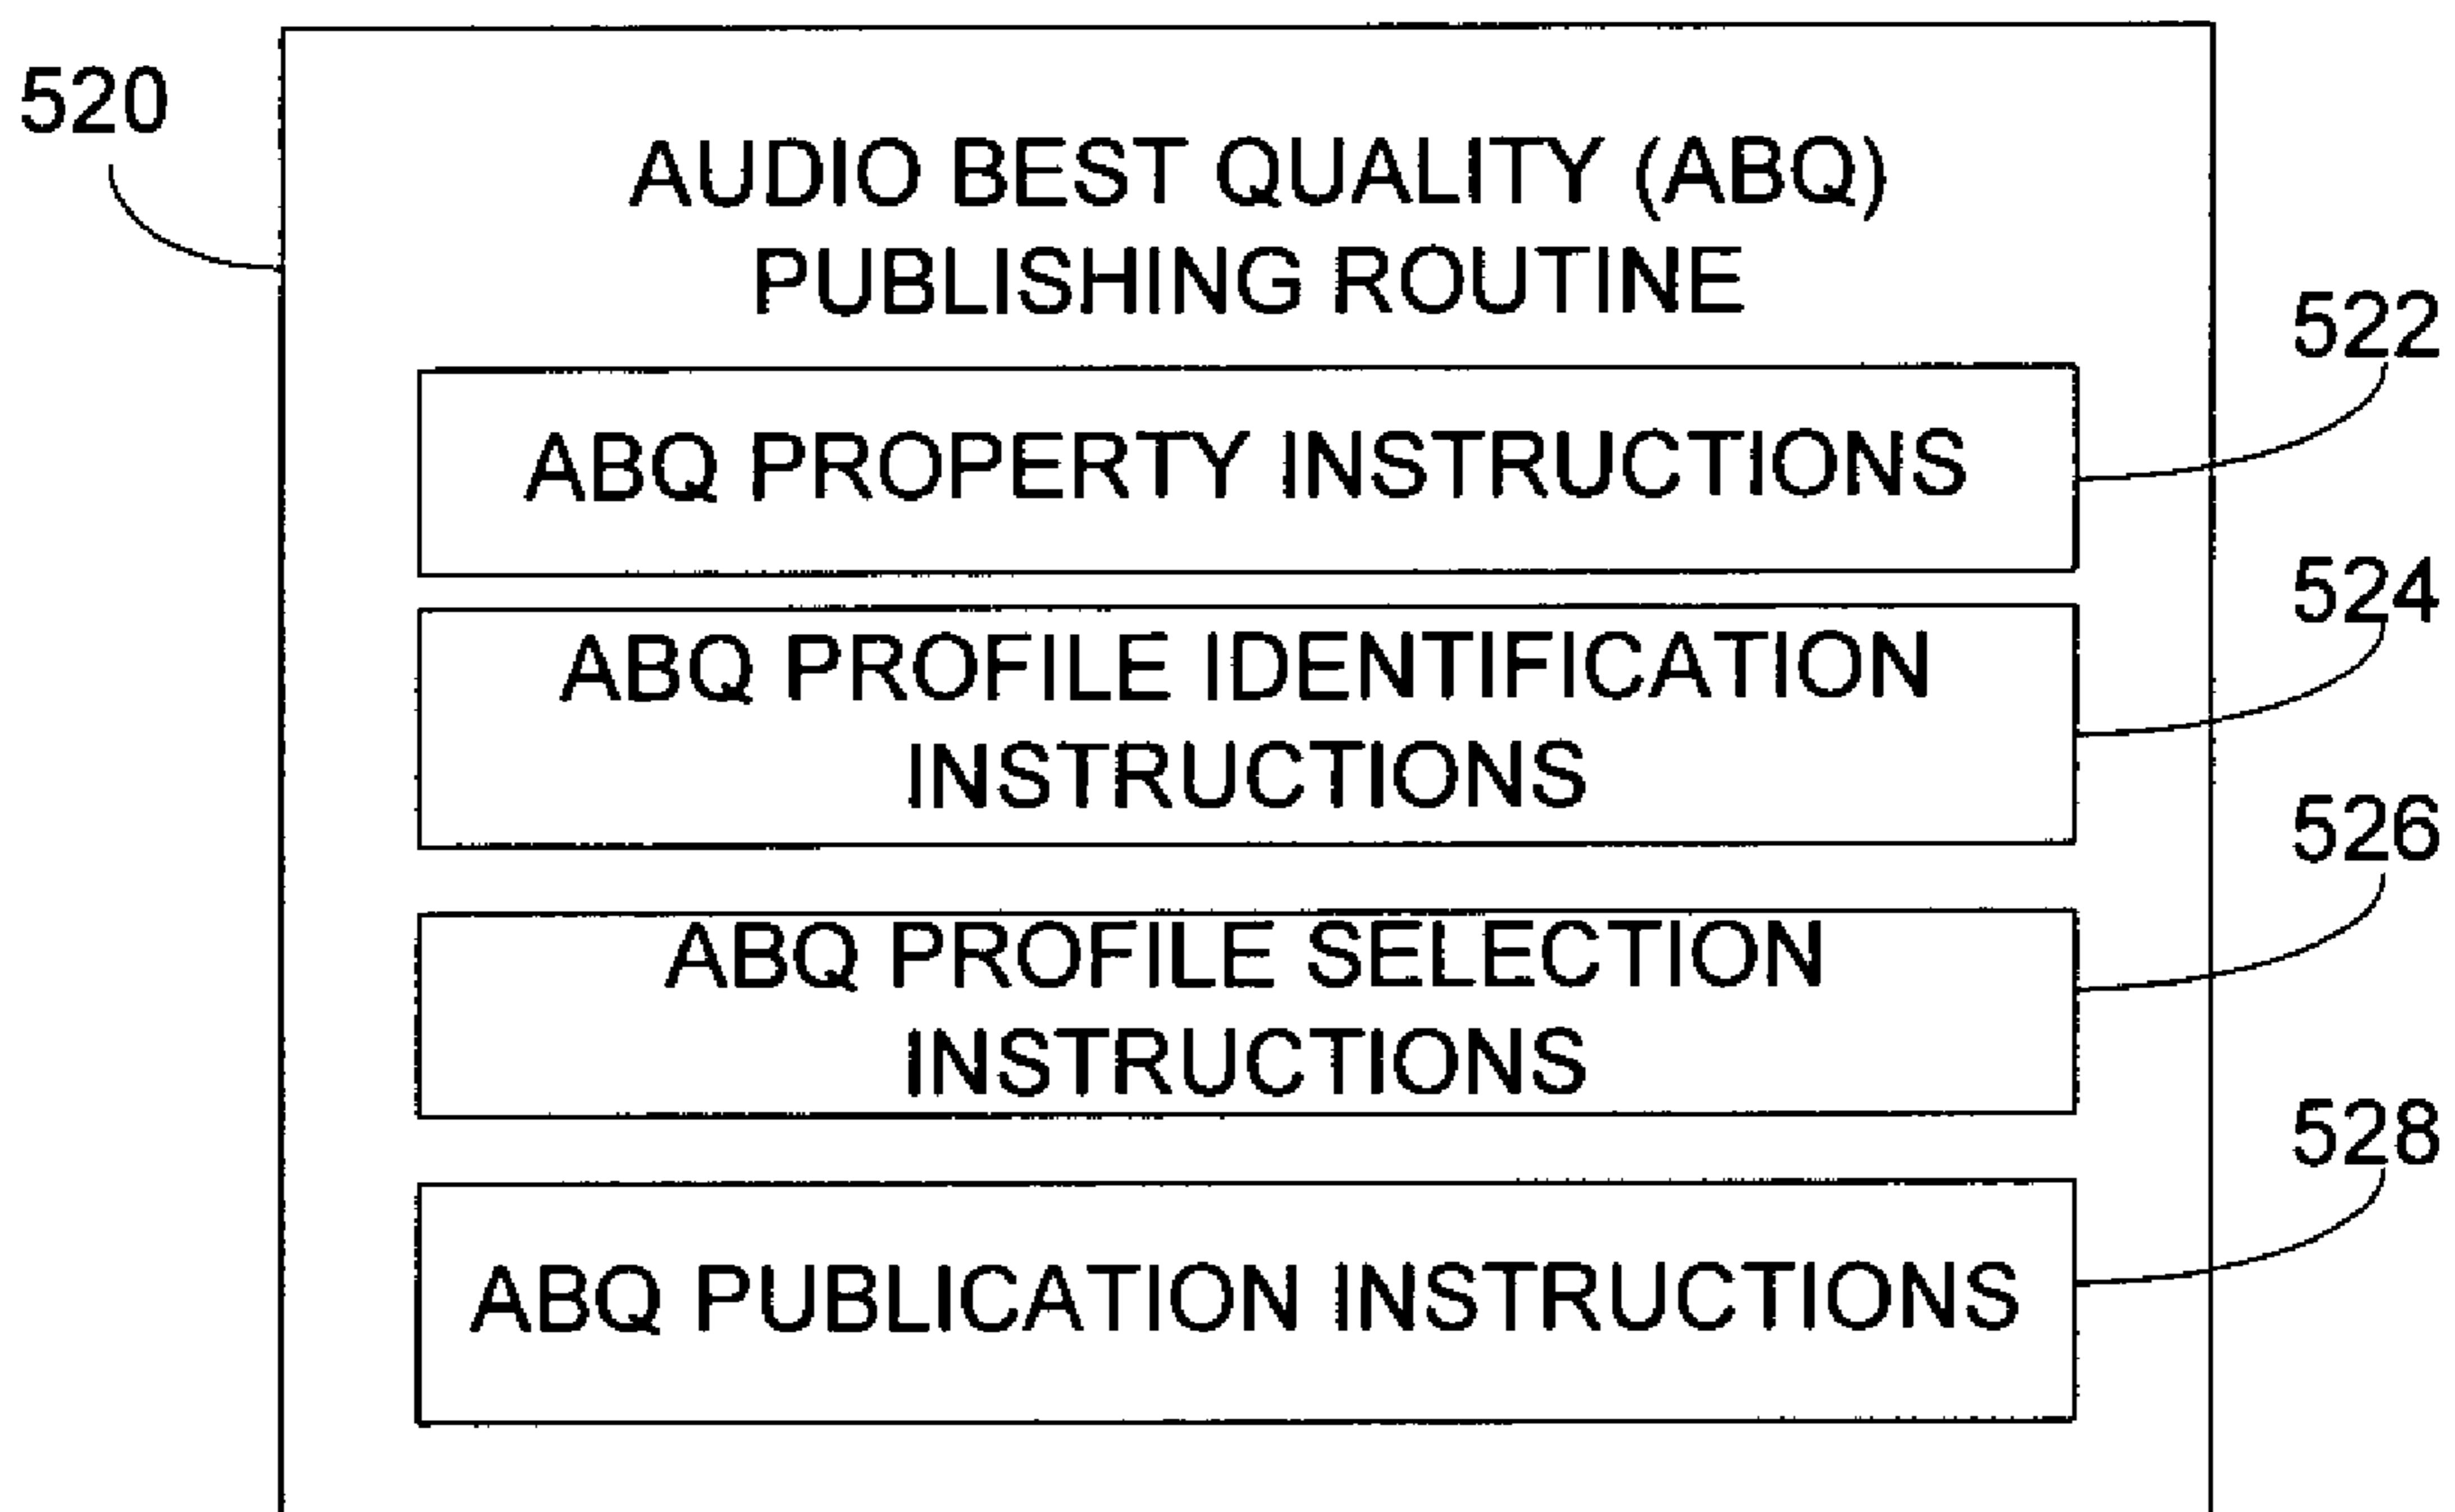 520
AUDIO BEST QUALITY (ABQ)
PUBLISHING ROUTINE
522
ABQ PROPERTY INSTRUCTIONS
524
ABQ PROFILE IDENTIFICATION
INSTRUCTIONS
526
ABQ PROFILE SELECTION
INSTRUCTIONS
528
ABQ PUBLICATION INSTRUCTIONS